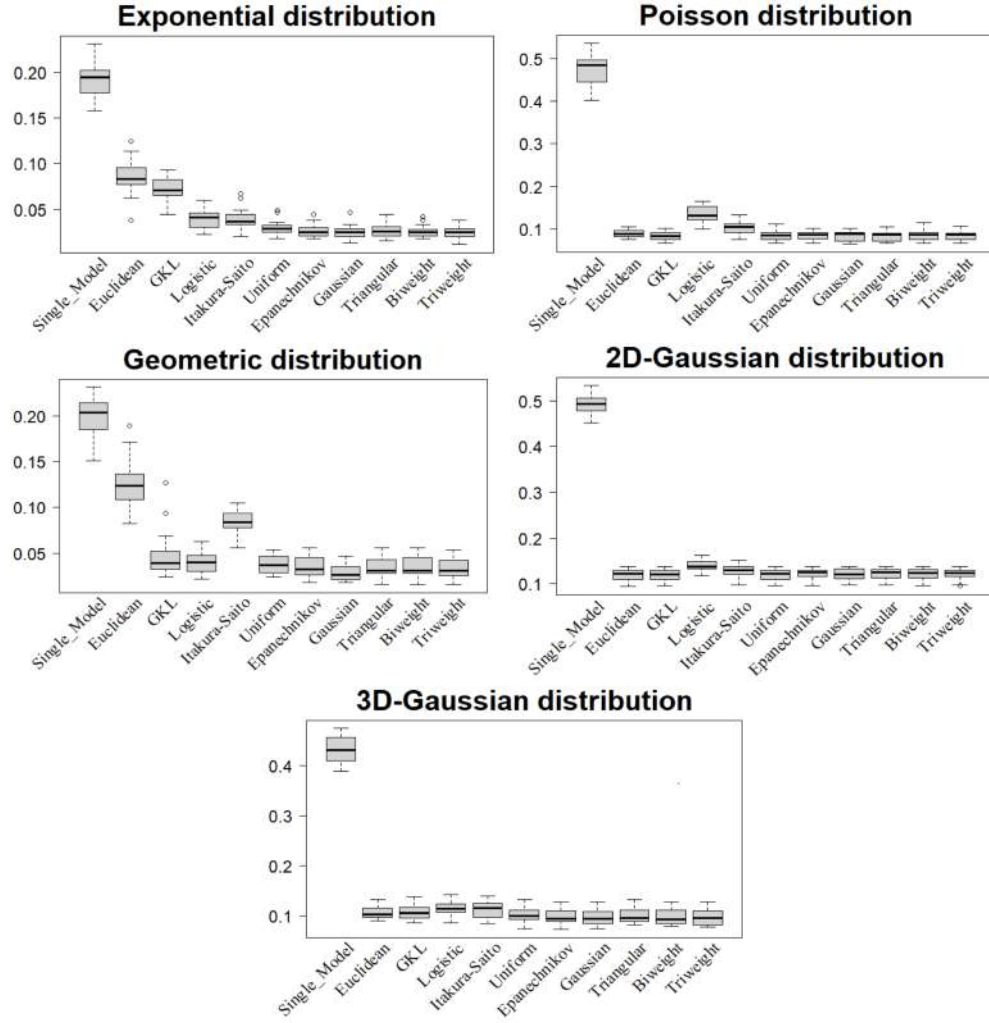 Exponential distribution
0.20
0.15
0.10
0.05
Single_Model
Euclidean
GKL
Logistic
Itakura-Saito
Uniform
Epanechnikov
Gaussian
Triangular
Biweight
Triweight
Poisson distribution
0.5
0.4
0.3
0.2
0.1
Single_Model
Euclidean
GKL
Logistic
Itakura-Saito
Uniform
Epanechnikov
Gaussian
Triangular
Biweight
Triweight
Geometric distribution
0.20
0.15
0.10
0.05
Single_Model
Euclidean
GKL
Logistic
Itakura-Saito
Uniform
Epanechnikov
Gaussian
Triangular
Biweight
Triweight
2D-Gaussian distribution
0.5
0.4
0.3
0.2
0.1
Single_Model
Euclidean
GKL
Logistic
Itakura-Saito
Uniform
Epanechnikov
Gaussian
Triangular
Biweight
Triweight
3D-Gaussian distribution
0.4
0.3
0.2
0.1
Single_Model
Euclidean
GKL
Logistic
Itakura-Saito
Uniform
Epanechnikov
Gaussian
Triangular
Biweight
Triweight